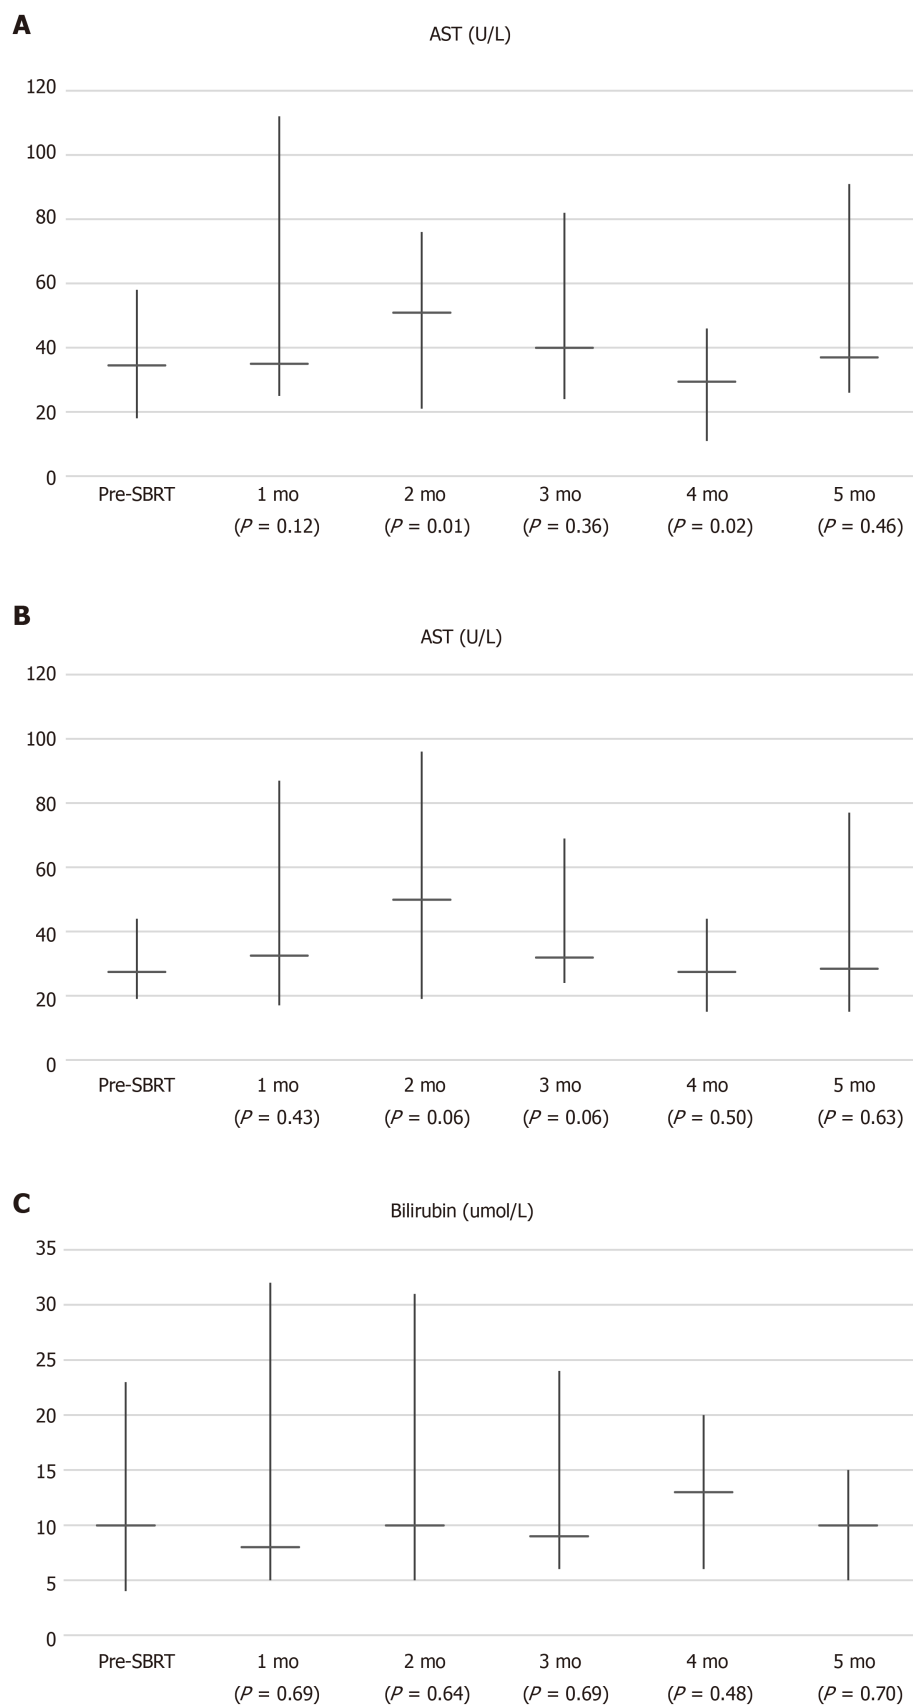 A
AST (U/L)
120
100
80
60
40
20
0
Pre-SBRT 1 mo 2 mo 3 mo 4 mo 5 mo
(P = 0.12) (P = 0.01) (P = 0.36) (P = 0.02) (P = 0.46)
B
AST (U/L)
120
100
80
60
40
20
0
Pre-SBRT 1 mo 2 mo 3 mo 4 mo 5 mo
(P = 0.43) (P = 0.06) (P = 0.06) (P = 0.50) (P = 0.63)
C
Bilirubin (umol/L)
35
30
25
20
15
10
5
0
Pre-SBRT 1 mo 2 mo 3 mo 4 mo 5 mo
(P = 0.69) (P = 0.64) (P = 0.69) (P = 0.48) (P = 0.70)